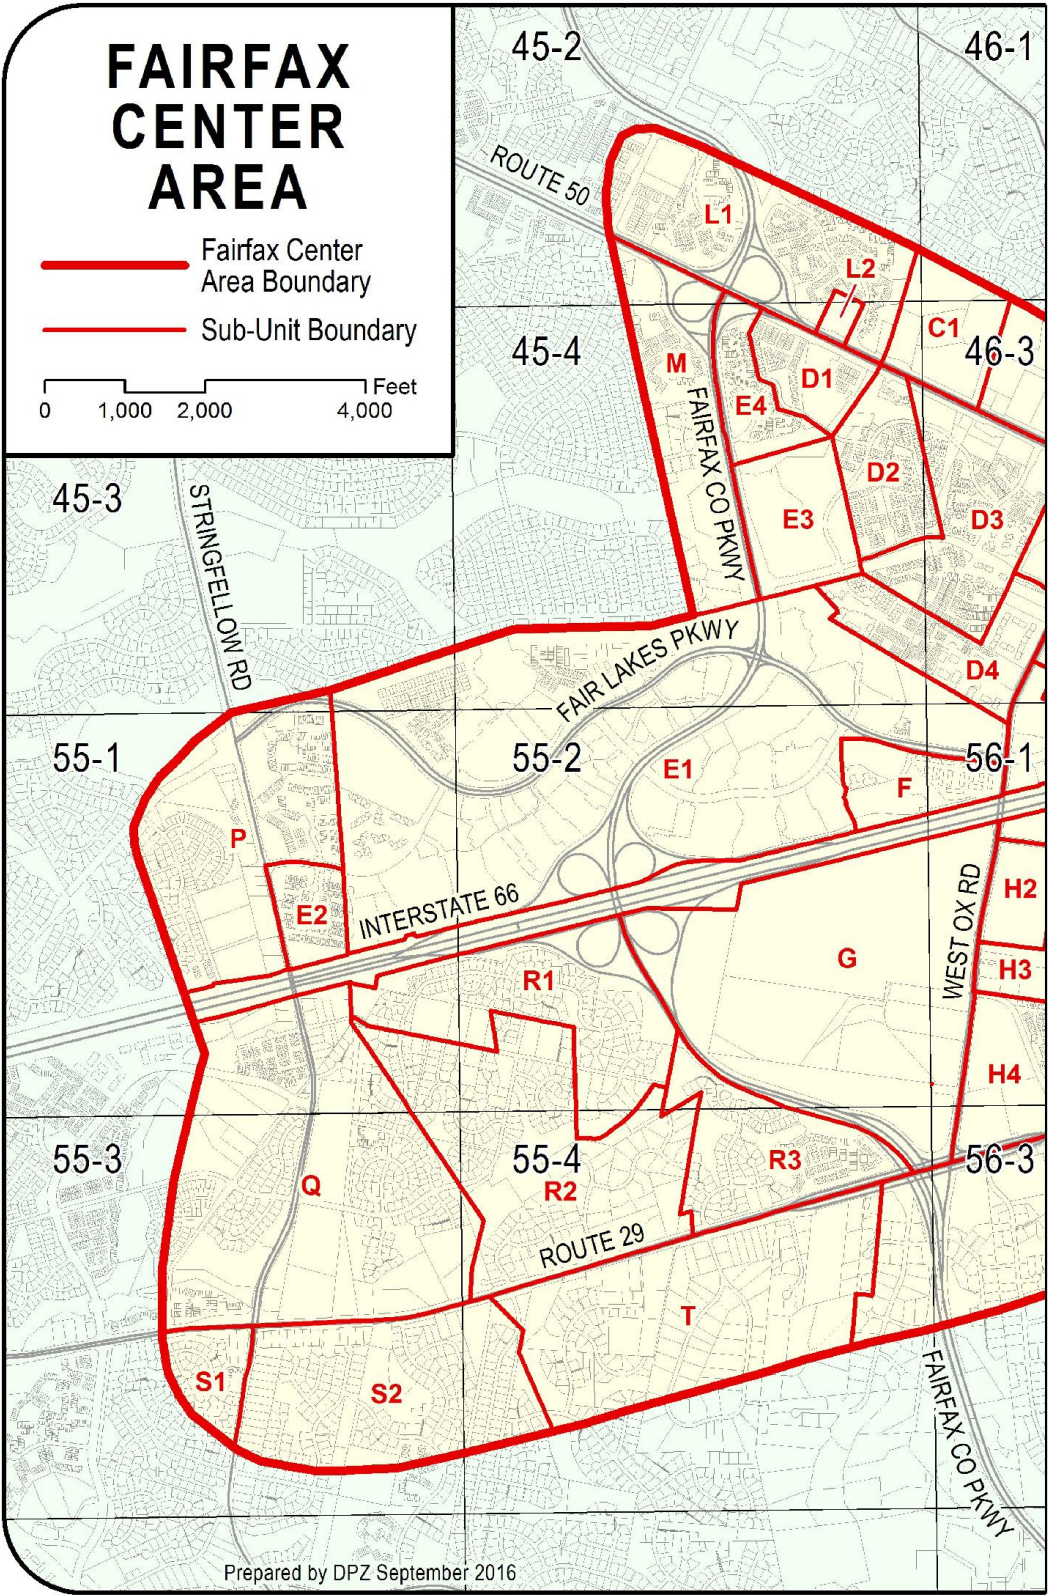 FAIRFAX
CENTER
AREA
Fairfax Center
Area Boundary
Sub-Unit Boundary
Feet
0 1,000 2,000 4,000
45-2
46-1
ROUTE 50
L1
L2
C1
45-4
46-3
M
D1
E4
FAIRFAX CO PKWY
D2
45-3
STRINGFELLOW RD
E3
D3
FAIR LAKES PKWY
D4
55-1
55-2
E1
56-1
F
P
E2
INTERSTATE 66
WEST OX RD
H2
G
H3
R1
H4
55-3
55-4
56-3
Q
R2
R3
ROUTE 29
T
S1
S2
FAIRFAX CO PKWY
Prepared by DPZ September 2016